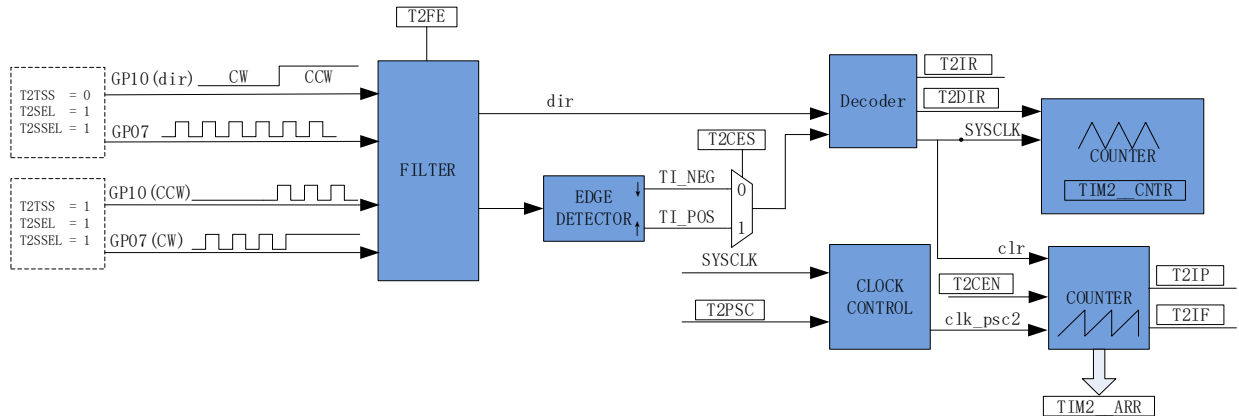 T2FE
T2TSS = 0
T2SEL = 1
T2SSEL = 1
GP10(dir)
CW
CCW
GP07
T2TSS = 1
T2SEL = 1
T2SSEL = 1
GP10(CCW)
GP07(CW)
FILTER
dir
EDGE
DETECTOR
TI_NEG
TI_POS
T2CES
0
1
Decoder
T2IR
T2DIR
SYSCLK
COUNTER
TIM2__CNTR
SYSCLK
T2PSC
CLOCK
CONTROL
clr
T2CEN
clk_psc2
COUNTER
T2IP
T2IF
TIM2__ARR